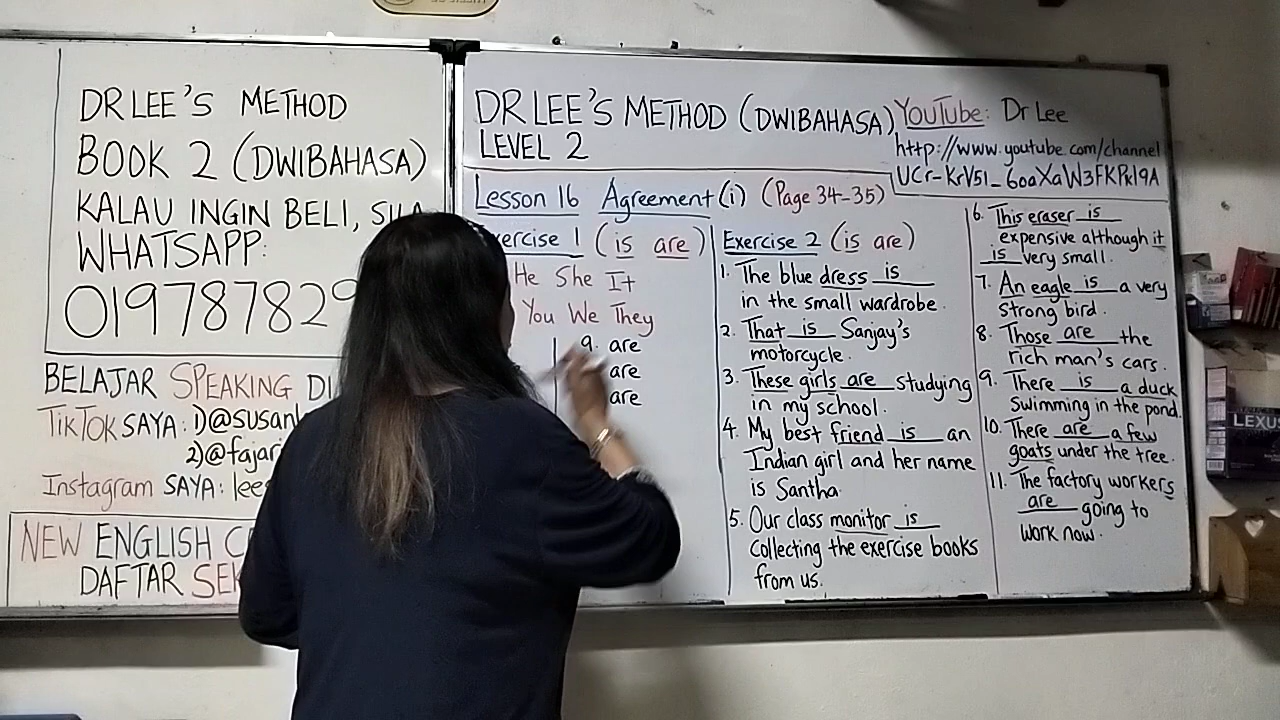 DR LEE'S METHOD
BOOK 2 (DWIBAHASA)
KALAU INGIN BELI,
WHATSAPP:
019787829
BELAJAR SPEAKING
TikTok SAYA: 1)@susan
2)@fajar
Instagram SAYA: lee
NEW ENGLISH
DAFTAR
DR LEE'S METHOD (DWIBAHASA)
LEVEL 2
YouTube: Dr Lee
http://www.youtube.com/channel
UCr-KrV51_6oaXaW3FKPk19A
Lesson 16 Agreement (i) (Page 34-35)
Exercise 1 (is are)
He She It
You We They
9. are
are
are
Exercise 2 (is are)
1. The blue dress is
in the small wardrobe.
2. That is Sanjay's
motorcycle.
3. These girls are studying
in my school.
4. My best friend is an
Indian girl and her name
is Santha.
5. Our class monitor is
collecting the exercise books
from us.
6. This eraser is
expensive although it
is very small.
7. An eagle is a very
strong bird.
8. Those are the
rich man's cars.
9. There is a duck
swimming in the pond.
10. There are a few
goats under the tree.
11. The factory workers
are going to
work now.
LEXUS